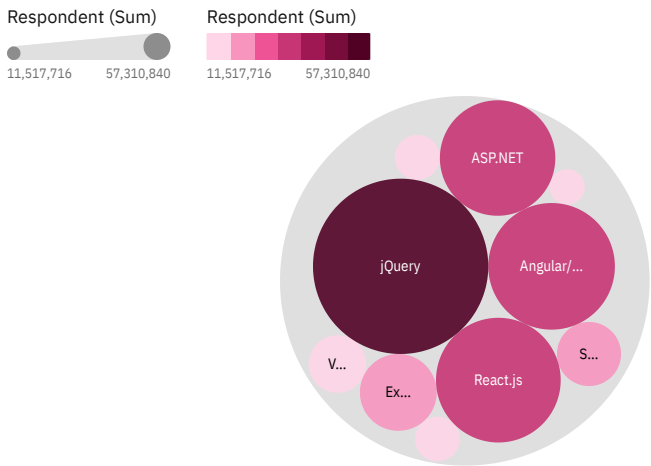 Respondent (Sum)
11,517,716 57,310,840
Respondent (Sum)
11,517,716 57,310,840
ASP.NET
jQuery
Angular/...
S...
V...
Ex...
React.js